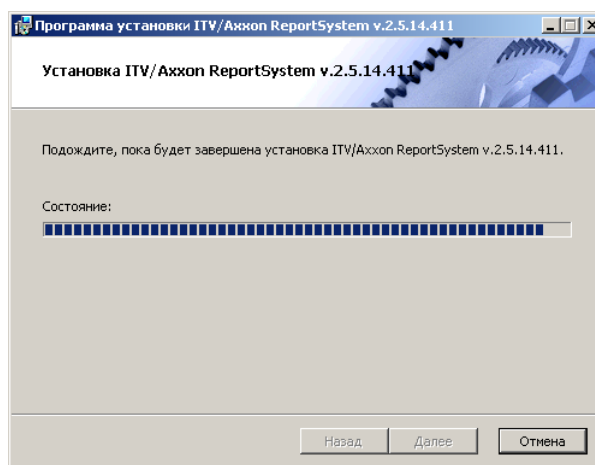 Программа установки ITV/Axxon ReportSystem v.2.5.14.411
Установка ITV/Axxon ReportSystem v.2.5.14.411
Подождите, пока будет завершена установка ITV/Axxon ReportSystem v.2.5.14.411.
Состояние:
Назад Далее Отмена